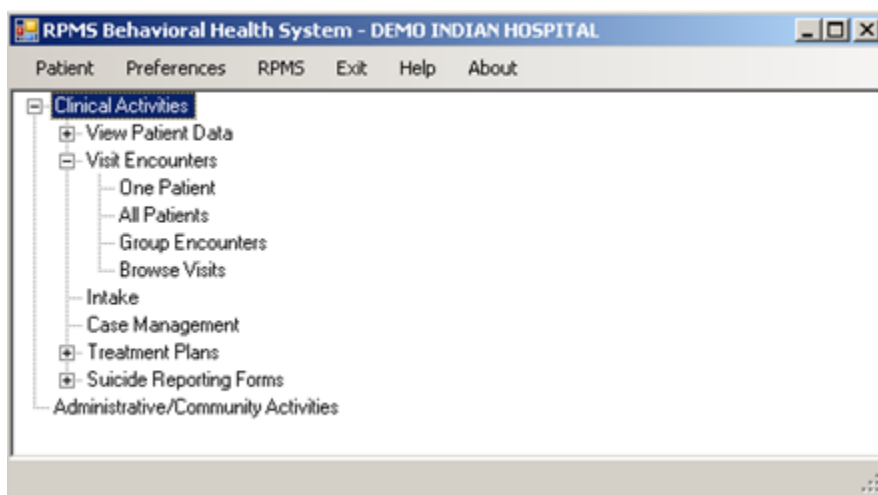 RPMS Behavioral Health System - DEMO INDIAN HOSPITAL
Patient Preferences RPMS Exit Help About
Clinical Activities
View Patient Data
Visit Encounters
One Patient
All Patients
Group Encounters
Browse Visits
Intake
Case Management
Treatment Plans
Suicide Reporting Forms
Administrative/Community Activities